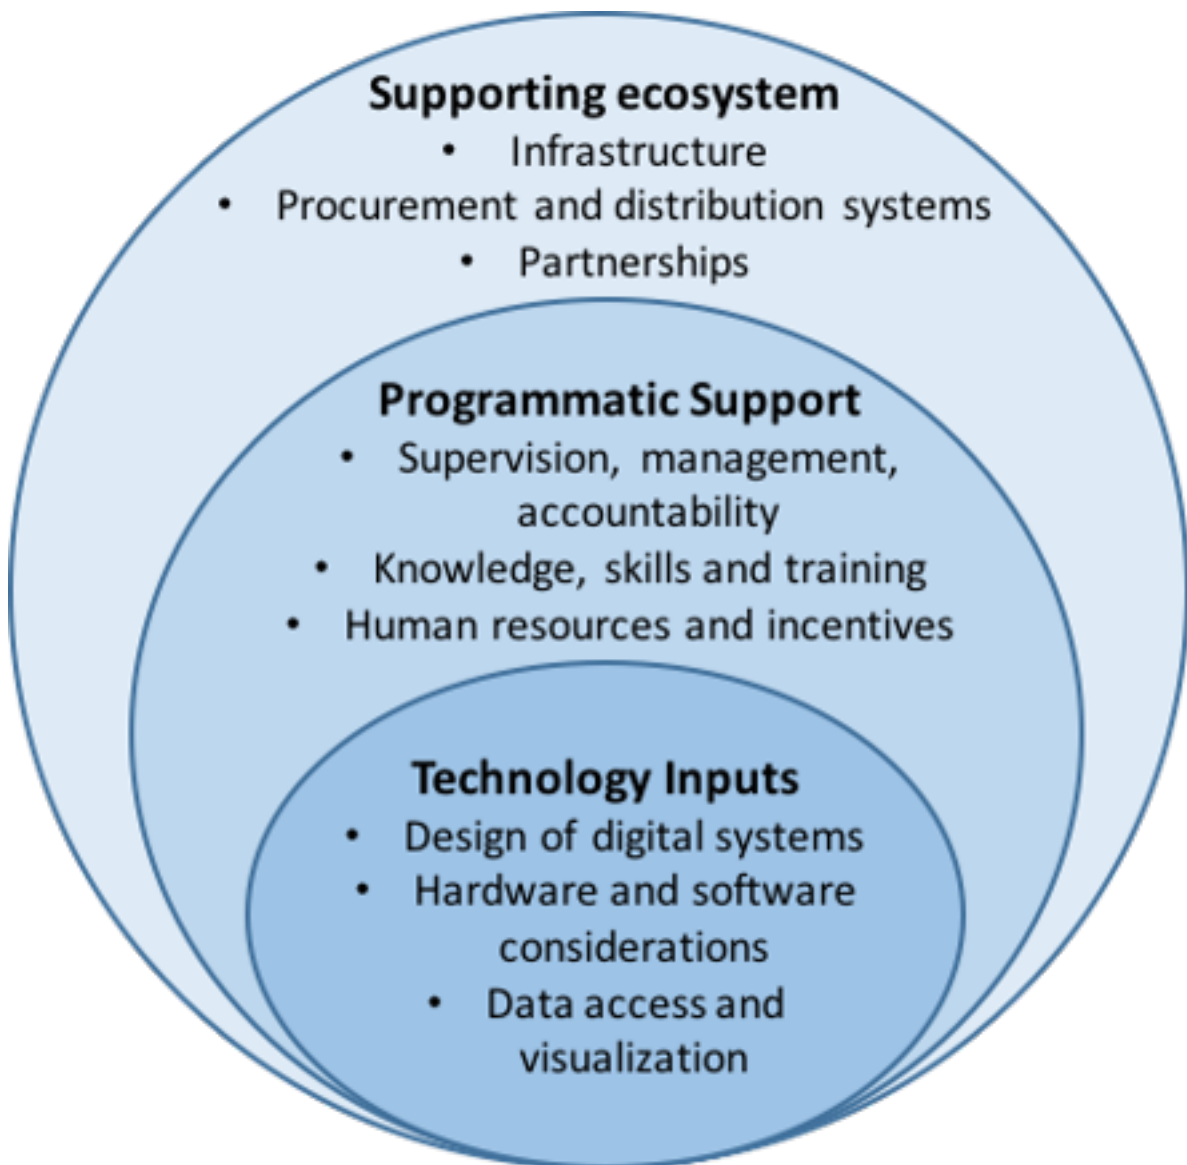 Supporting ecosystem
• Infrastructure
• Procurement and distribution systems
• Partnerships
Programmatic Support
• Supervision, management,
accountability
• Knowledge, skills and training
• Human resources and incentives
Technology Inputs
• Design of digital systems
• Hardware and software
considerations
• Data access and
visualization